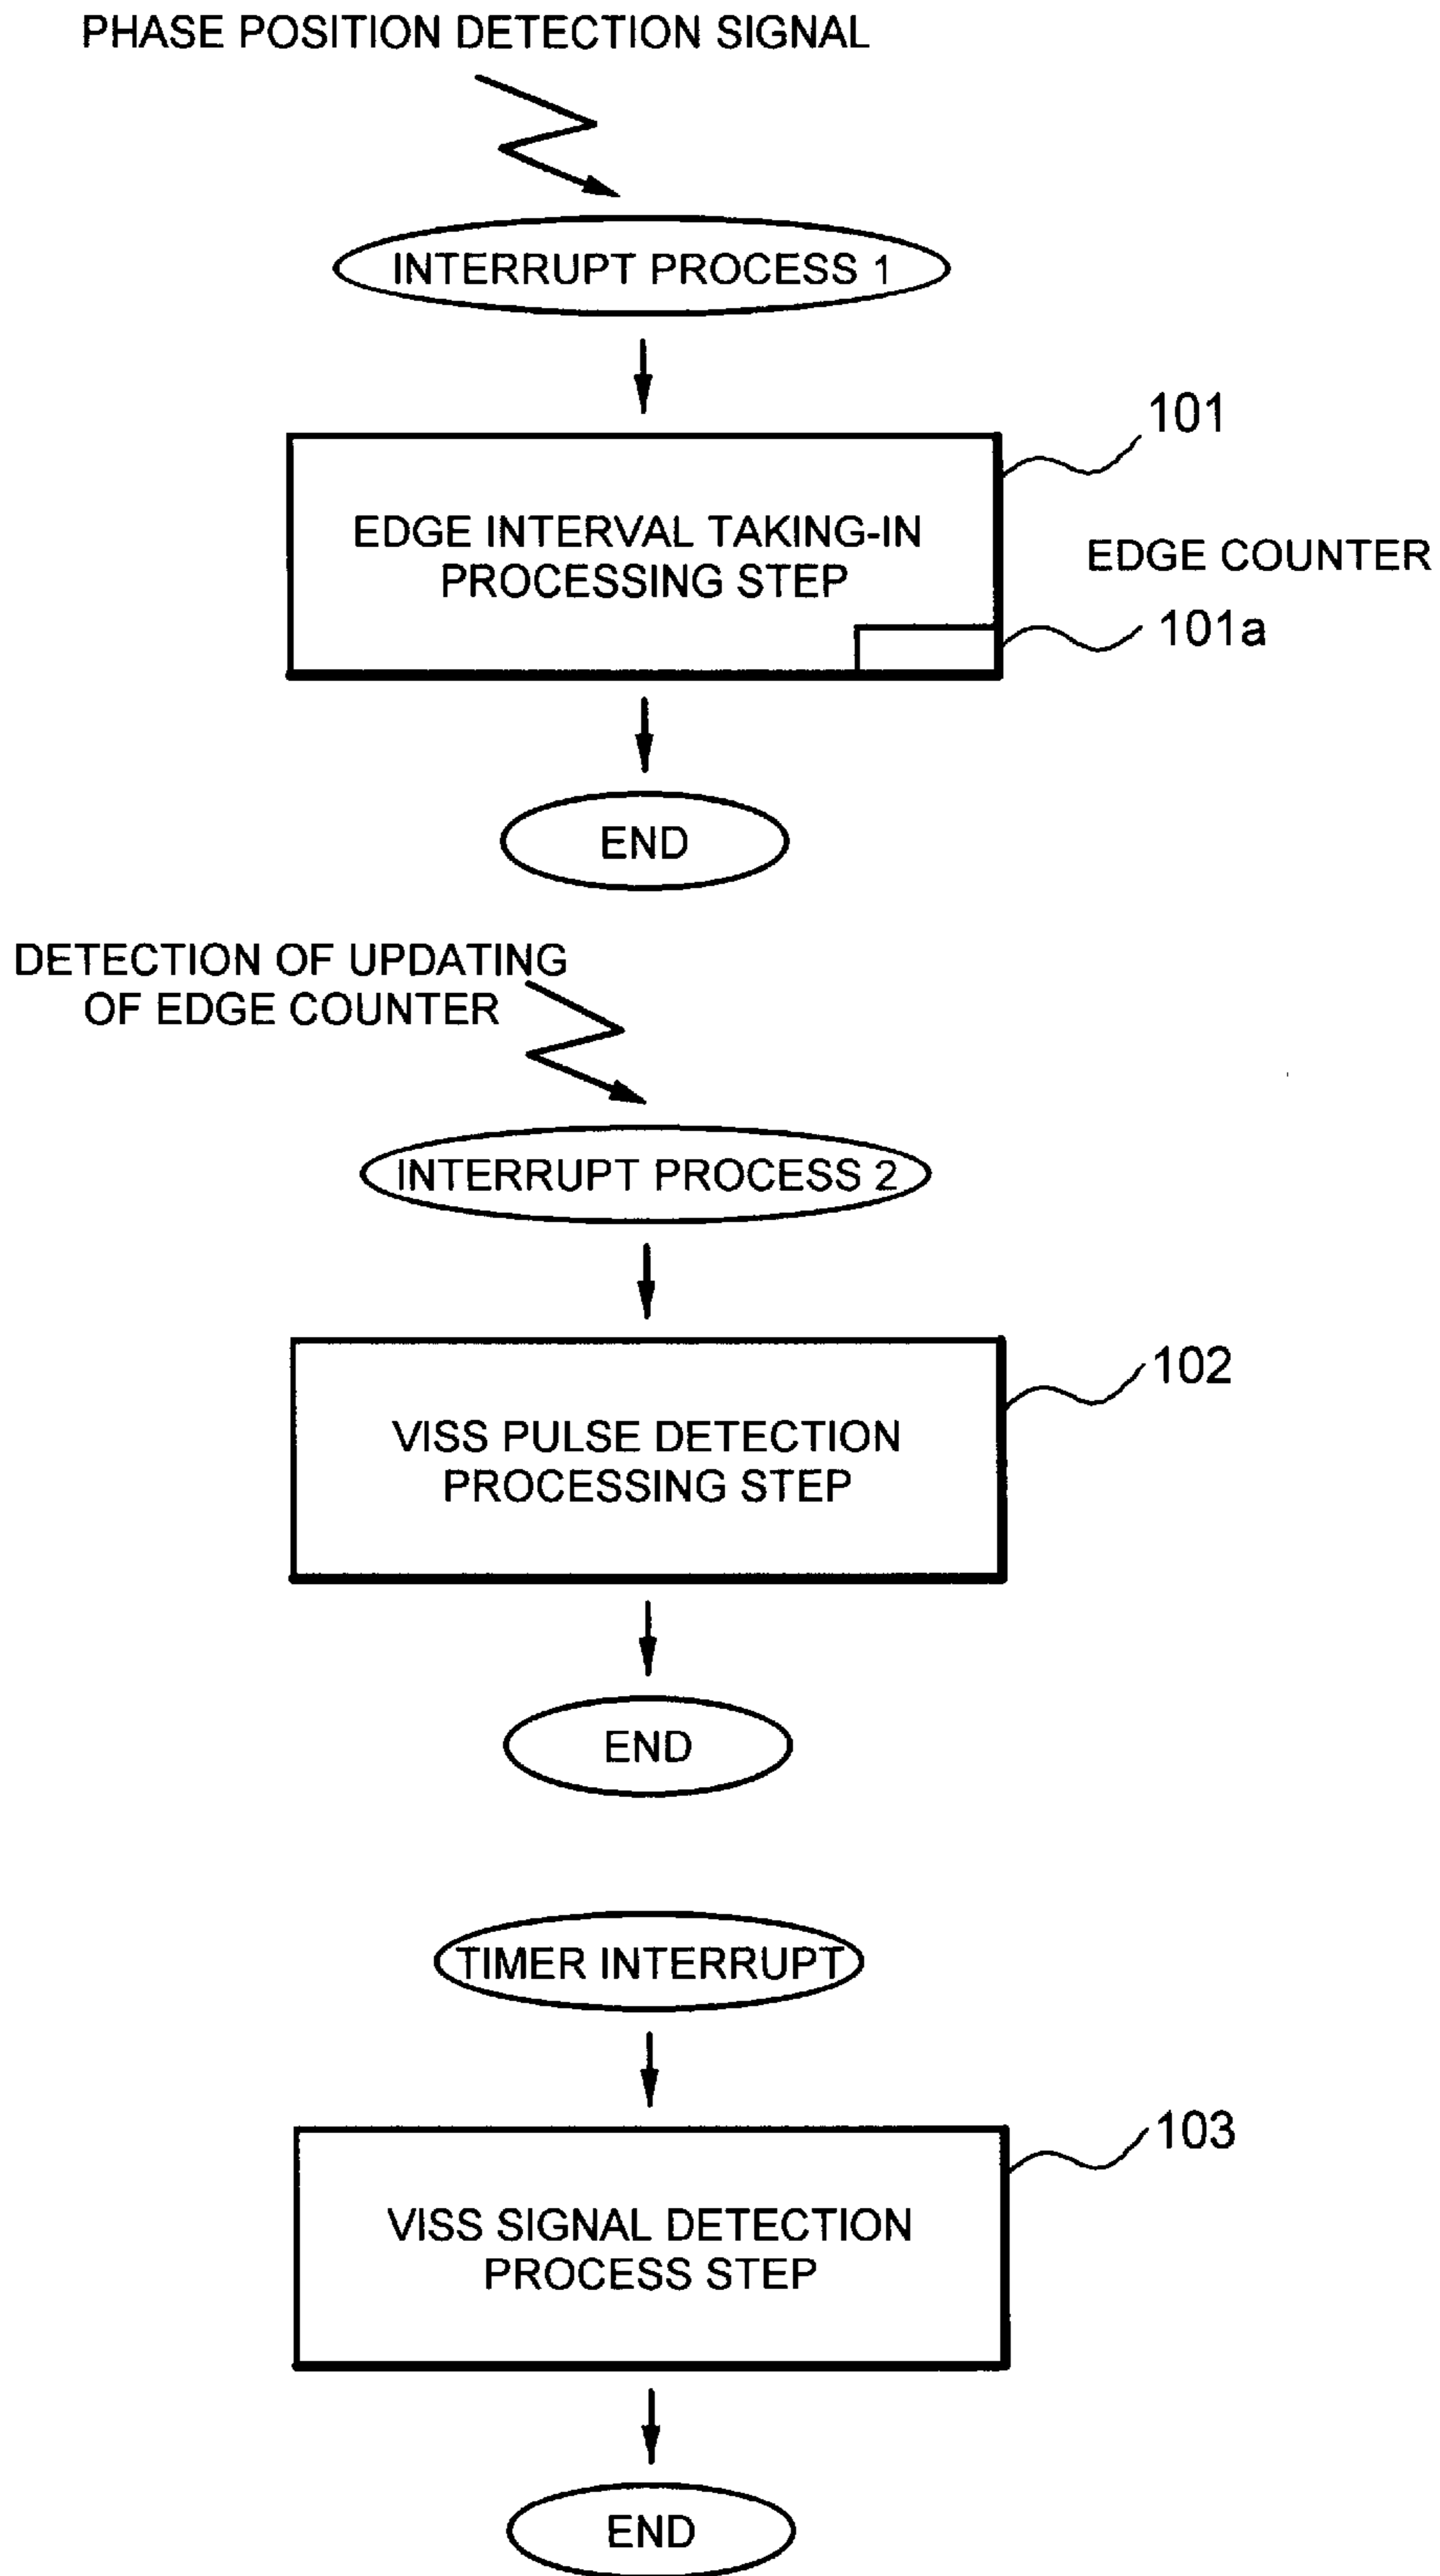 PHASE POSITION DETECTION SIGNAL
INTERRUPT PROCESS 1
101
EDGE INTERVAL TAKING-IN
PROCESSING STEP
EDGE COUNTER
101a
END
DETECTION OF UPDATING
OF EDGE COUNTER
INTERRUPT PROCESS 2
102
VISS PULSE DETECTION
PROCESSING STEP
END
TIMER INTERRUPT
103
VISS SIGNAL DETECTION
PROCESS STEP
END